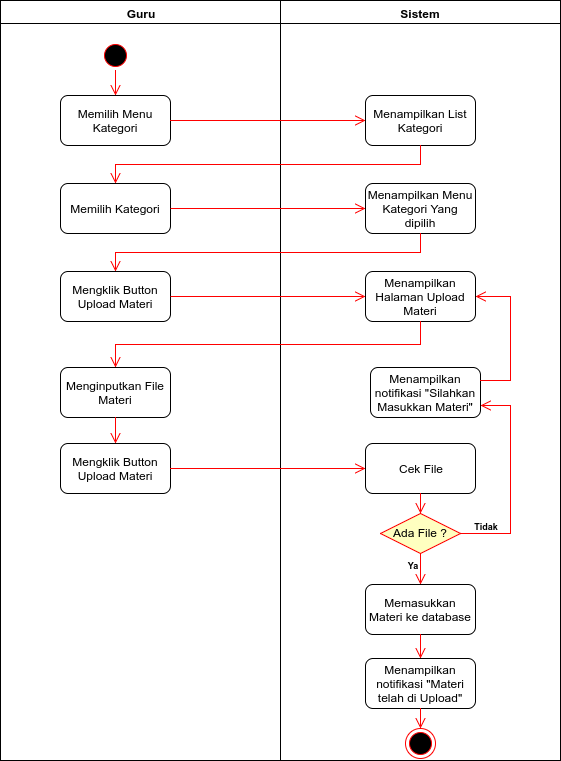 Guru
Sistem
Memilih Menu
Kategori
Menampilkan List
Kategori
Memilih Kategori
Menampilkan Menu
Kategori Yang
dipilih
Mengklik Button
Upload Materi
Menampilkan
Halaman Upload
Materi
Menginputkan File
Materi
Menampilkan
notifikasi "Silahkan
Masukkan Materi"
Mengklik Button
Upload Materi
Cek File
Ada File ?
Tidak
Ya
Memasukkan
Materi ke database
Menampilkan
notifikasi "Materi
telah di Upload"